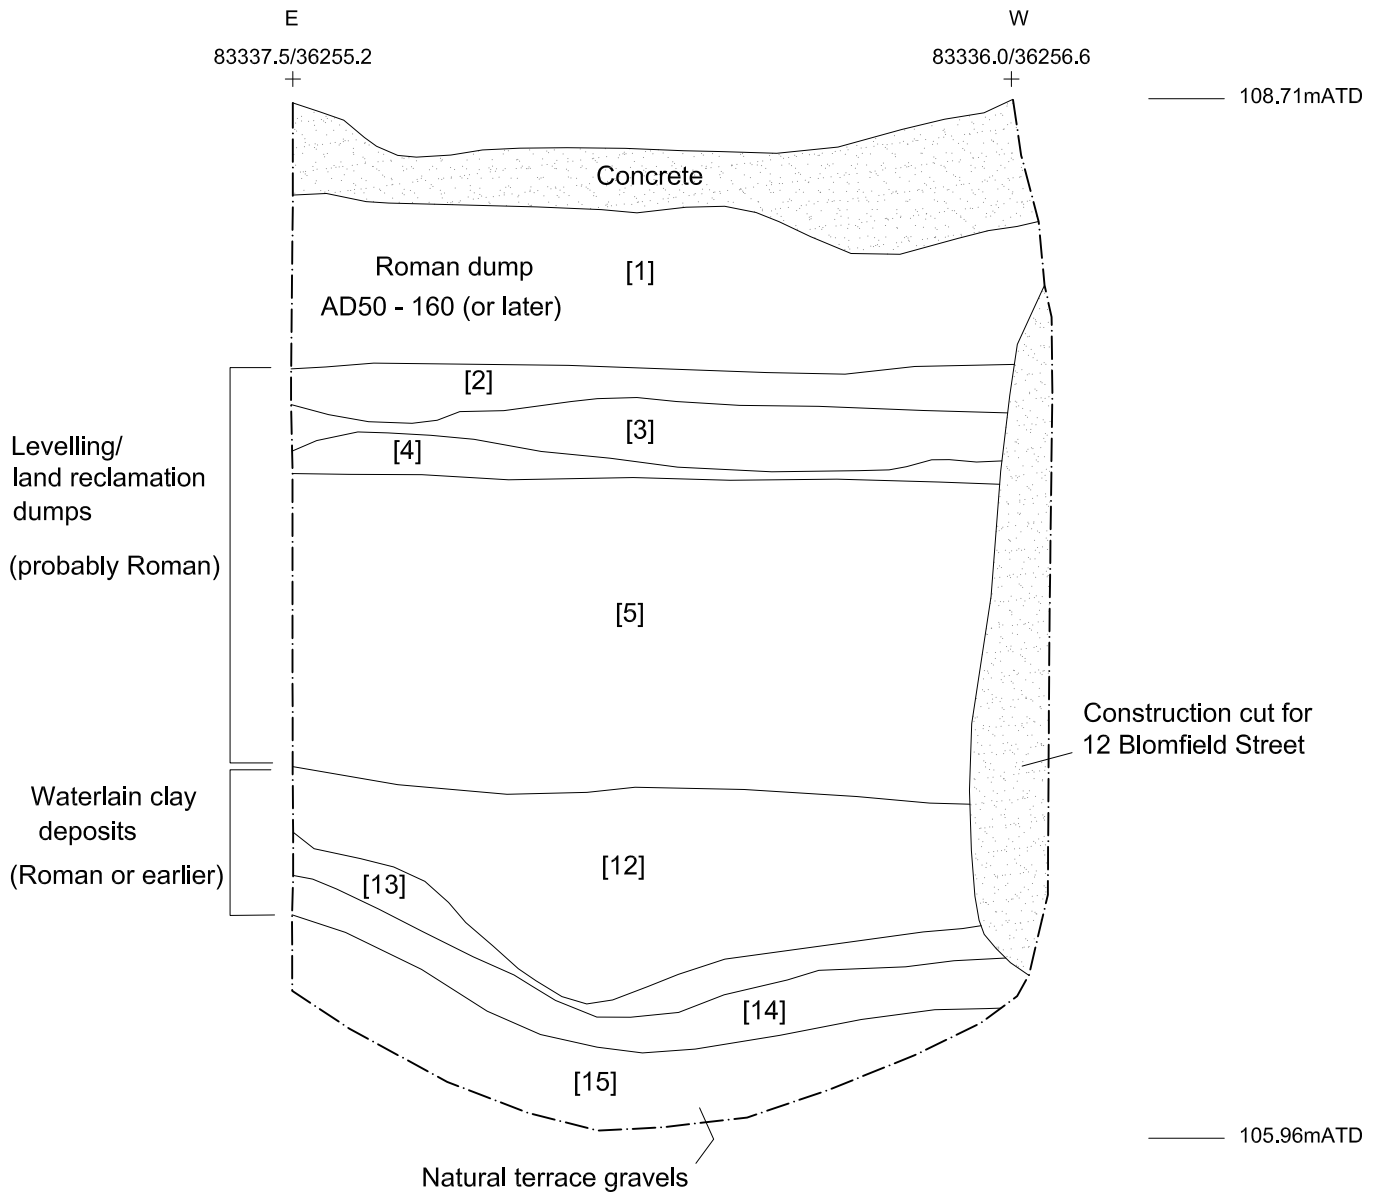 E
W
83337.5/36255.2
83336.0/36256.6
108.71mATD
Concrete
Roman dump
AD50 - 160 (or later)
[1]
[2]
[3]
[4]
Levelling/
land reclamation
dumps
(probably Roman)
[5]
Construction cut for
12 Blomfield Street
Waterlain clay
deposits
(Roman or earlier)
[12]
[13]
[14]
[15]
105.96mATD
Natural terrace gravels